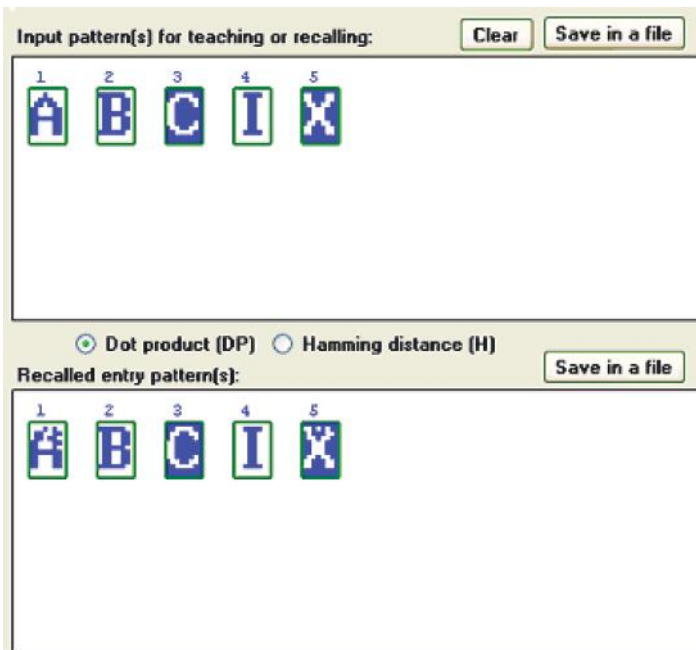 Input pattern(s) for teaching or recalling: Clear Save in a file
1 2 3 4 5
A B C I X
Dot product (DP) Hamming distance (H)
Save in a file
Recalled entry pattern(s):
1 2 3 4 5
A B C I X